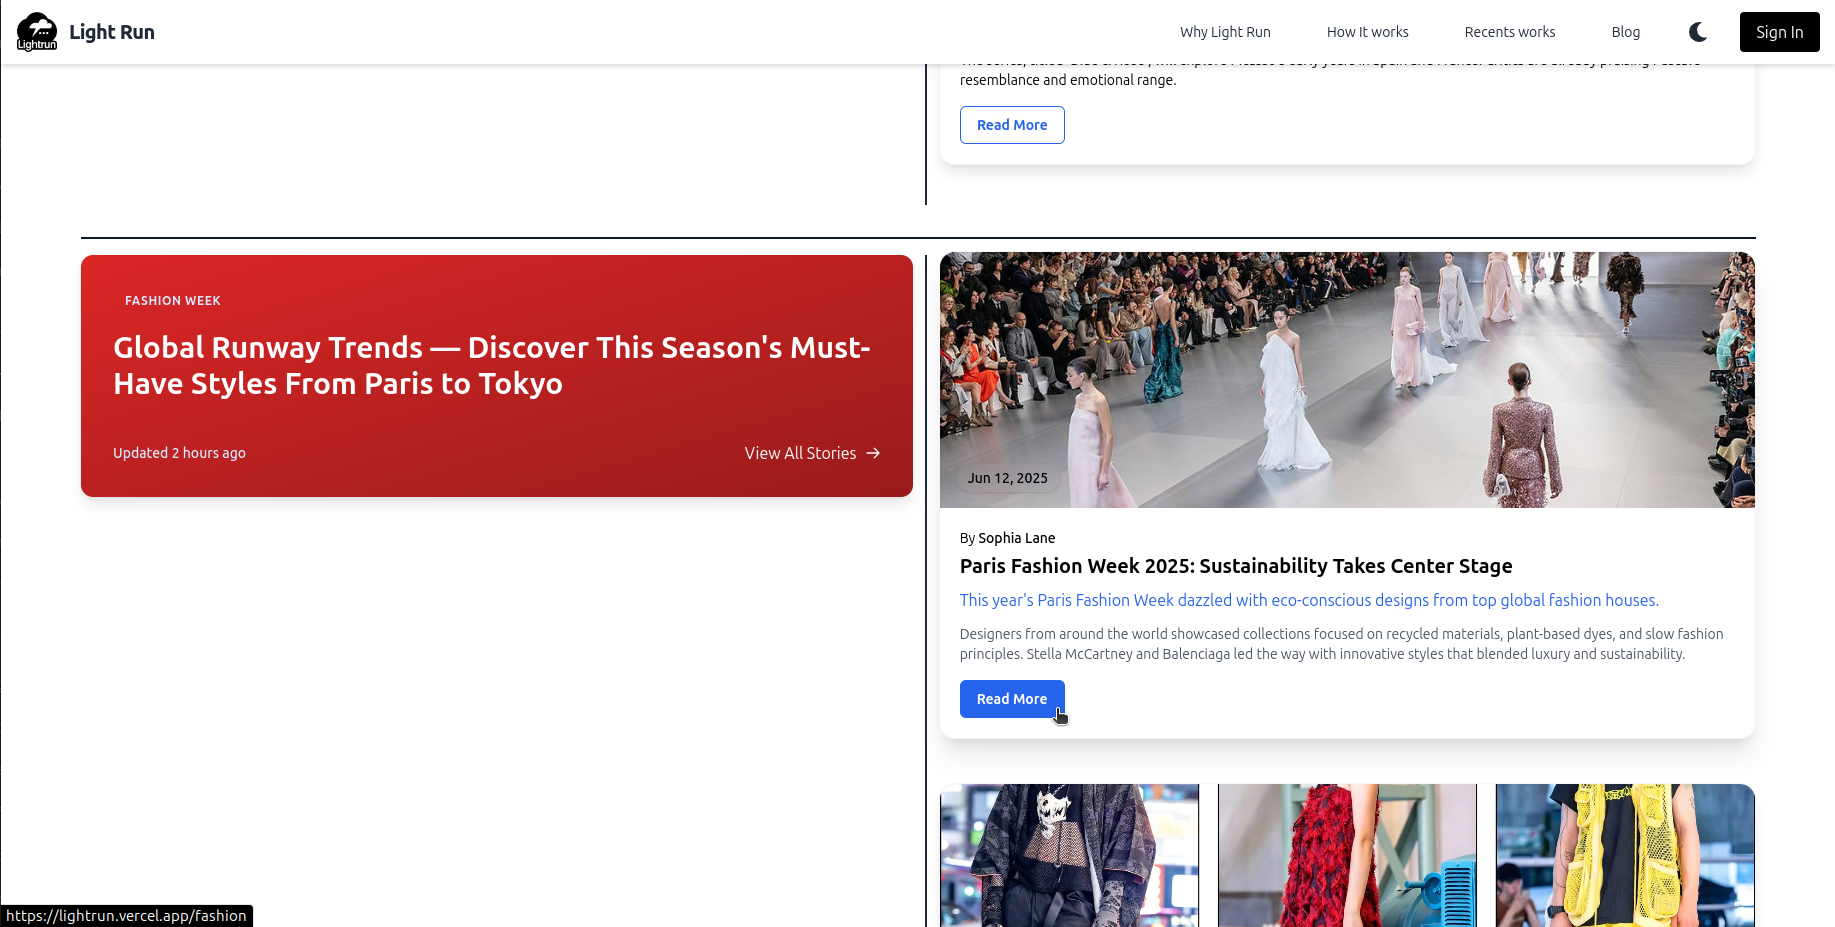 Lightrun
Light Run
Why Light Run
How It works
Recents works
Blog
Sign In
resemblance and emotional range.
Read More
FASHION WEEK
Global Runway Trends — Discover This Season's Must-
Have Styles From Paris to Tokyo
Updated 2 hours ago
View All Stories →
Jun 12, 2025
By Sophia Lane
Paris Fashion Week 2025: Sustainability Takes Center Stage
This year's Paris Fashion Week dazzled with eco-conscious designs from top global fashion houses.
Designers from around the world showcased collections focused on recycled materials, plant-based dyes, and slow fashion
principles. Stella McCartney and Balenciaga led the way with innovative styles that blended luxury and sustainability.
Read More
https://lightrun.vercel.app/fashion